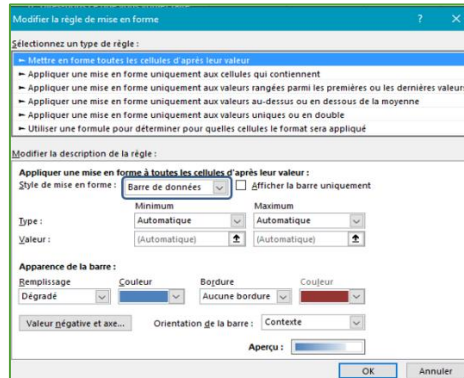 Modifier la règle de mise en forme ? ×
Sélectionnez un type de règle :
► Mettre en forme toutes les cellules d'après leur valeur
► Appliquer une mise en forme uniquement aux cellules qui contiennent
► Appliquer une mise en forme uniquement aux valeurs rangées parmi les premières ou les dernières valeurs
► Appliquer une mise en forme uniquement aux valeurs au-dessus ou en dessous de la moyenne
► Appliquer une mise en forme uniquement aux valeurs uniques ou en double
► Utiliser une formule pour déterminer pour quelles cellules le format sera appliqué
Modifier la description de la règle :
Appliquer une mise en forme à toutes les cellules d'après leur valeur :
Style de mise en forme : Barre de données Afficher la barre uniquement
Minimum Maximum
Type : Automatique Automatique
Valeur : (Automatique) (Automatique)
Apparence de la barre :
Remplissage Couleur Bordure Couleur
Dégradé Aucune bordure
Valeur négative et axe... Orientation de la barre : Contexte
Aperçu :
OK Annuler